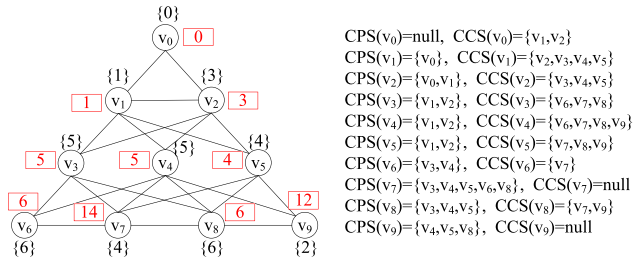 {0}
v0 0
{1} {3}
1 v1 v2 3
{5} {5} {4}
5 v3 5 v4 4 v5
6 14 6 12
v6 v7 v8 v9
{6} {4} {6} {2}
CPS(v0)=null, CCS(v0)={v1,v2}
CPS(v1)={v0}, CCS(v1)={v2,v3,v4,v5}
CPS(v2)={v0,v1}, CCS(v2)={v3,v4,v5}
CPS(v3)={v1,v2}, CCS(v3)={v6,v7,v8}
CPS(v4)={v1,v2}, CCS(v4)={v6,v7,v8,v9}
CPS(v5)={v1,v2}, CCS(v5)={v7,v8,v9}
CPS(v6)={v3,v4}, CCS(v6)={v7}
CPS(v7)={v3,v4,v5,v6,v8}, CCS(v7)=null
CPS(v8)={v3,v4,v5}, CCS(v8)={v7,v9}
CPS(v9)={v4,v5,v8}, CCS(v9)=null